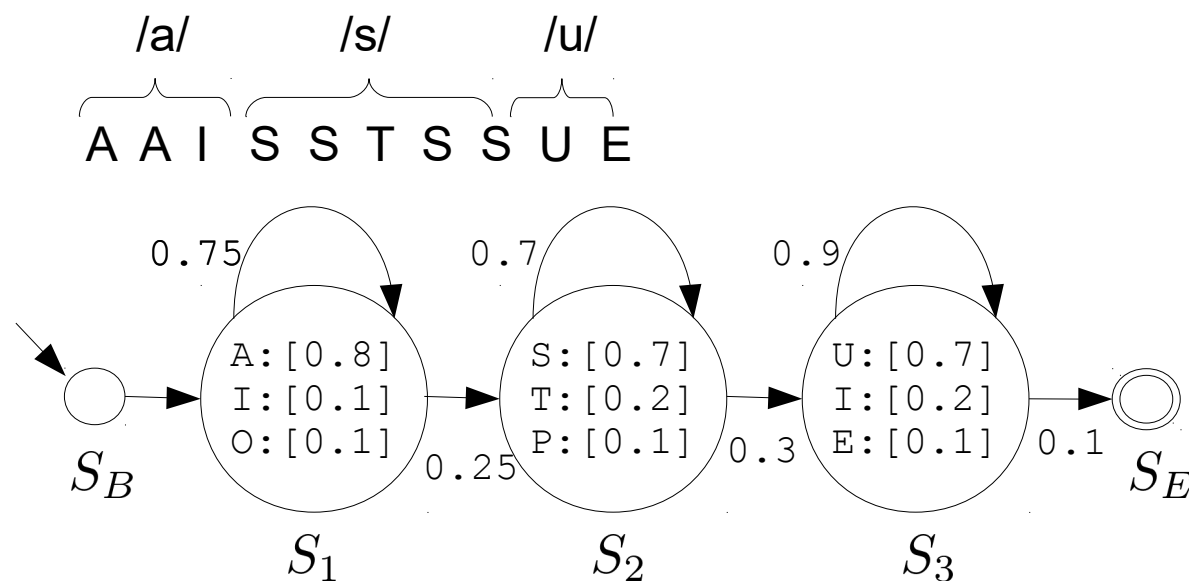 /a/ /s/ /u/
A A I S S T S S U E
0.75 0.7 0.9
A:[0.8] S:[0.7] U:[0.7]
I:[0.1] T:[0.2] I:[0.2]
O:[0.1] P:[0.1] E:[0.1]
0.25 0.3 0.1
S_B S_E
S_1 S_2 S_3